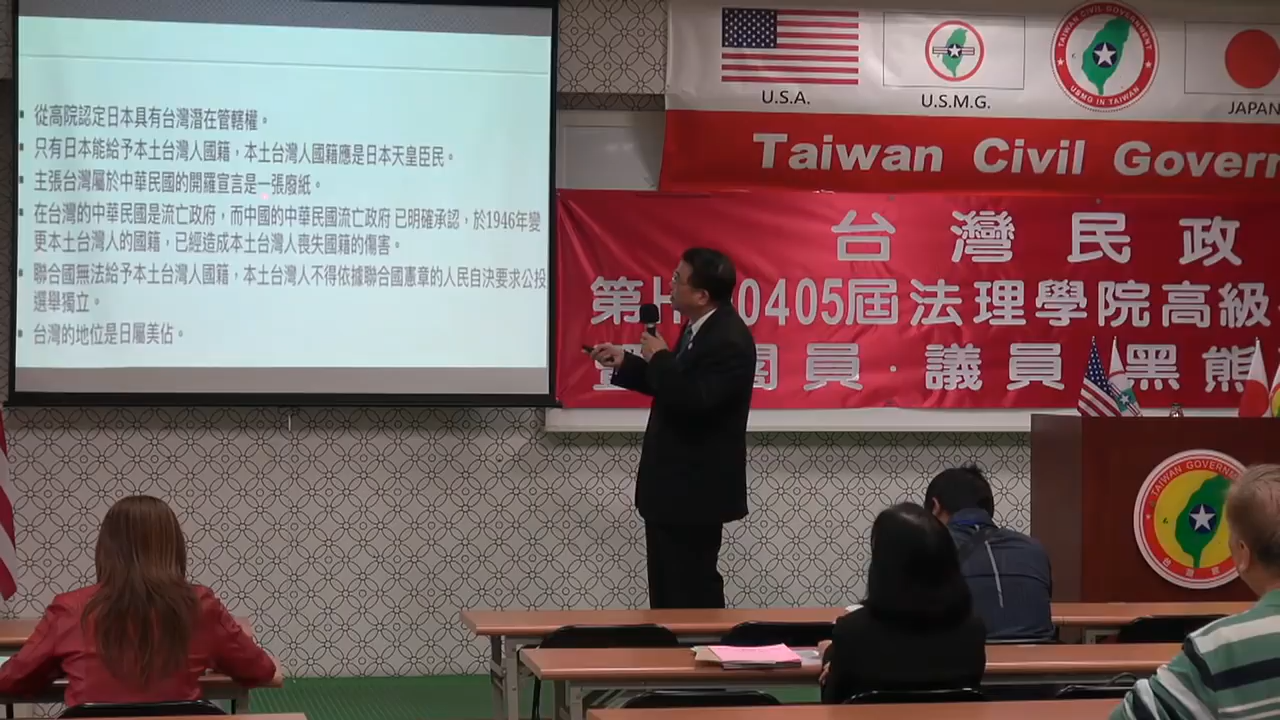 從高院認定日本具有台灣潛在管轄權。
只有日本能給予本土台灣人國籍，本土台灣人國籍應是日本天皇臣民。
主張台灣屬於中華民國的開羅宣言是一張廢紙。
在台灣的中華民國是流亡政府，而中國的中華民國流亡政府 已明確承認，於1946年變
更本土台灣人的國籍，已經造成本土台灣人喪失國籍的傷害。
聯合國無法給予本土台灣人國籍，本土台灣人不得依據聯合國憲章的人民自決要求公投
選舉獨立。
台灣的地位是日屬美佔。
U.S.A.
U.S.M.G.
TAIWAN CIVIL GOVERNMENT
USMG IN TAIWAN
JAPAN
Taiwan Civil Govern
台灣民政
第H 0405屆法理學院高級
員·議員 黑熊
TAIWAN GOVERN